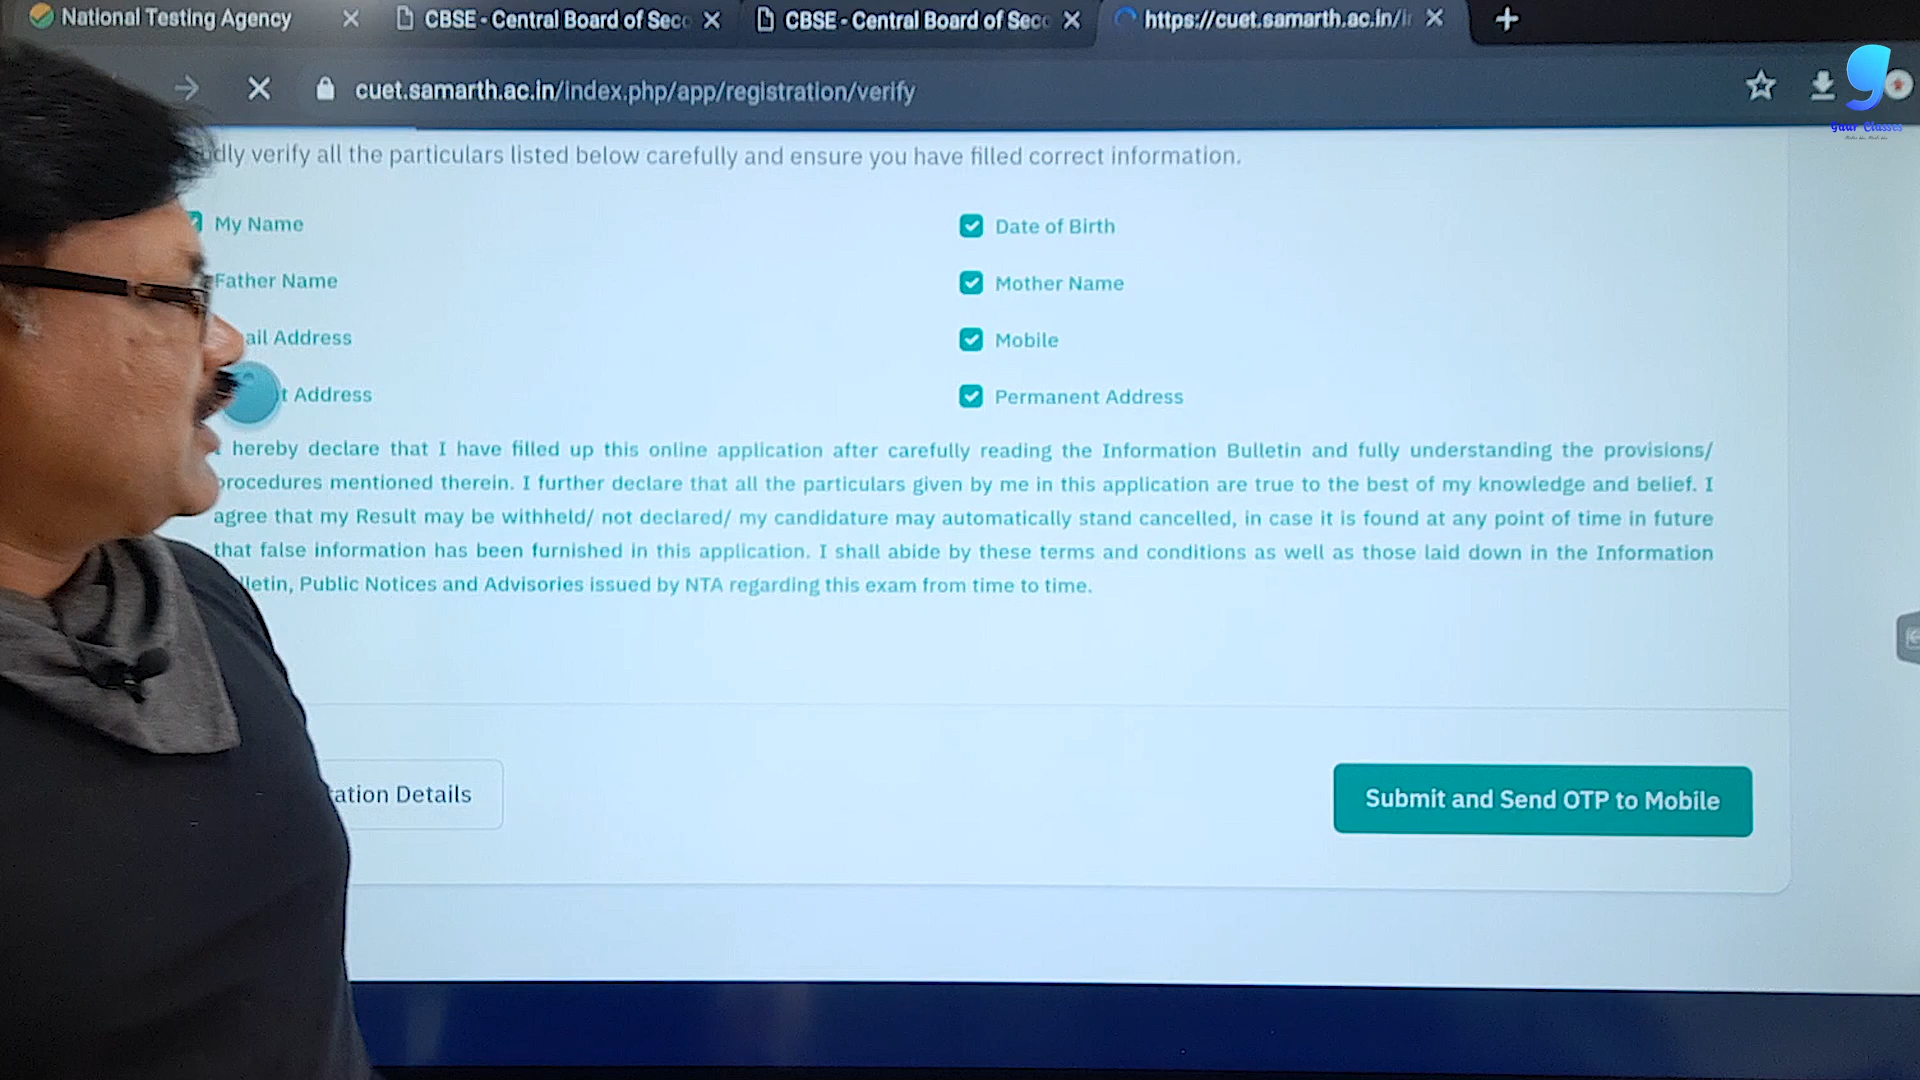 National Testing Agency
CBSE - Central Board of Seco
CBSE - Central Board of Seco
https://cuet.samarth.ac.in/i
cuet.samarth.ac.in/index.php/app/registration/verify
Gaur Classes
verify all the particulars listed below carefully and ensure you have filled correct information.
My Name
Date of Birth
Father Name
Mother Name
ail Address
Mobile
t Address
Permanent Address
hereby declare that I have filled up this online application after carefully reading the Information Bulletin and fully understanding the provisions/
procedures mentioned therein. I further declare that all the particulars given by me in this application are true to the best of my knowledge and belief. I
agree that my Result may be withheld/ not declared/ my candidature may automatically stand cancelled, in case it is found at any point of time in future
that false information has been furnished in this application. I shall abide by these terms and conditions as well as those laid down in the Information
lletin, Public Notices and Advisories issued by NTA regarding this exam from time to time.
ation Details
Submit and Send OTP to Mobile